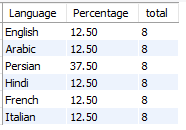 Language Percentage total
English 12.50 8
Arabic 12.50 8
Persian 37.50 8
Hindi 12.50 8
French 12.50 8
Italian 12.50 8